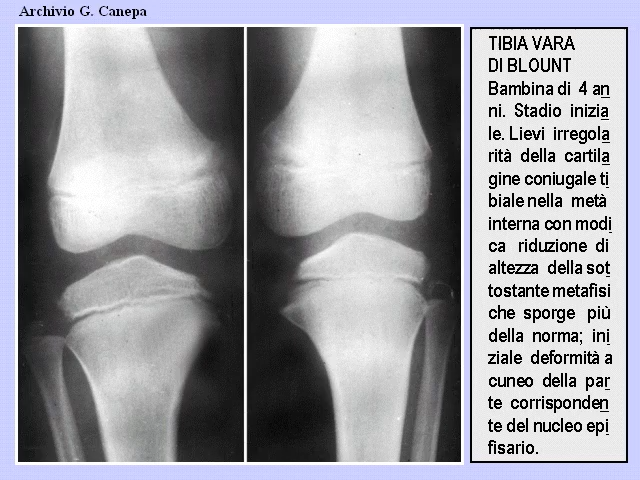 Archivio G. Canepa
TIBIA VARA
DI BLOUNT
Bambina di 4 an
ni. Stadio inizia
le. Lievi irregola
rità della cartila
gine coniugale ti
biale nella metà
interna con modi
ca riduzione di
altezza della sot
tostante metafisi
che sporge più
della norma; ini
ziale deformità a
cuneo della par
te corrisponden
te del nucleo epi
fisario.